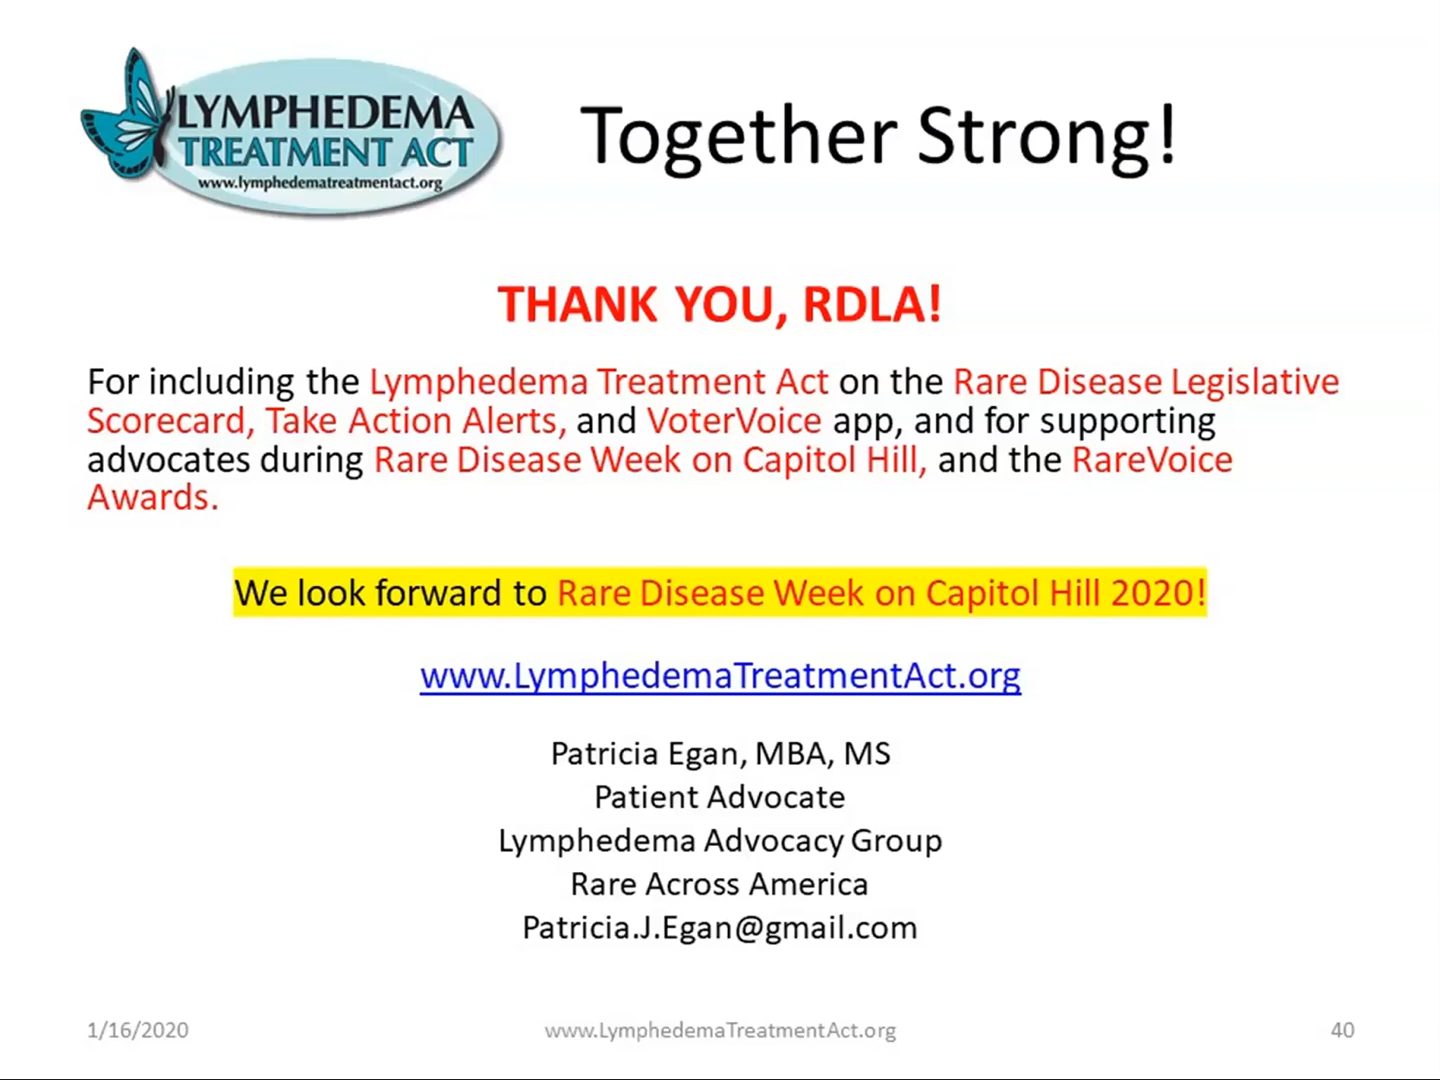 LYMPHEDEMA
TREATMENT ACT
www.lymphedematreatmentact.org
Together Strong!
THANK YOU, RDLA!
For including the Lymphedema Treatment Act on the Rare Disease Legislative
Scorecard, Take Action Alerts, and VoterVoice app, and for supporting
advocates during Rare Disease Week on Capitol Hill, and the RareVoice
Awards.
We look forward to Rare Disease Week on Capitol Hill 2020!
www.LymphedemaTreatmentAct.org
Patricia Egan, MBA, MS
Patient Advocate
Lymphedema Advocacy Group
Rare Across America
Patricia.J.Egan@gmail.com
1/16/2020
www.LymphedemaTreatmentAct.org
40